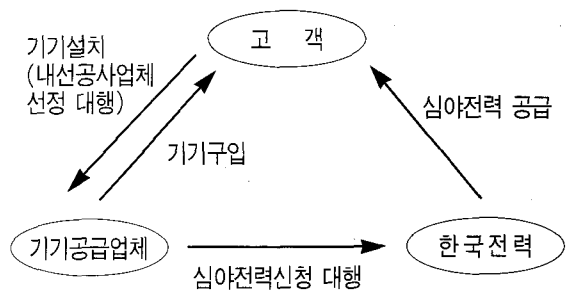 고 객
기기설치
(내선공사업체
선정 대행)
심야전력 공급
기기구입
기기공급업체
한국전력
심야전력신청 대행